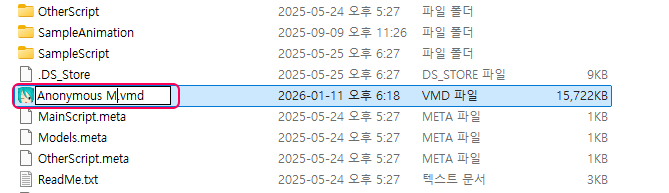 OtherScript 2025-05-24 오후 5:27 파일 폴더
SampleAnimation 2025-09-09 오후 11:26 파일 폴더
SampleScript 2025-05-24 오후 6:27 파일 폴더
.DS_Store 2025-05-25 오후 6:27 DS_STORE 파일 9KB
Anonymous M.vmd 2026-01-11 오후 6:18 VMD 파일 15,722KB
MainScript.meta 2025-05-24 오후 5:27 META 파일 1KB
Models.meta 2025-05-24 오후 5:27 META 파일 1KB
OtherScript.meta 2025-05-24 오후 5:27 META 파일 1KB
ReadMe.txt 2025-05-24 오후 5:27 텍스트 문서 3KB